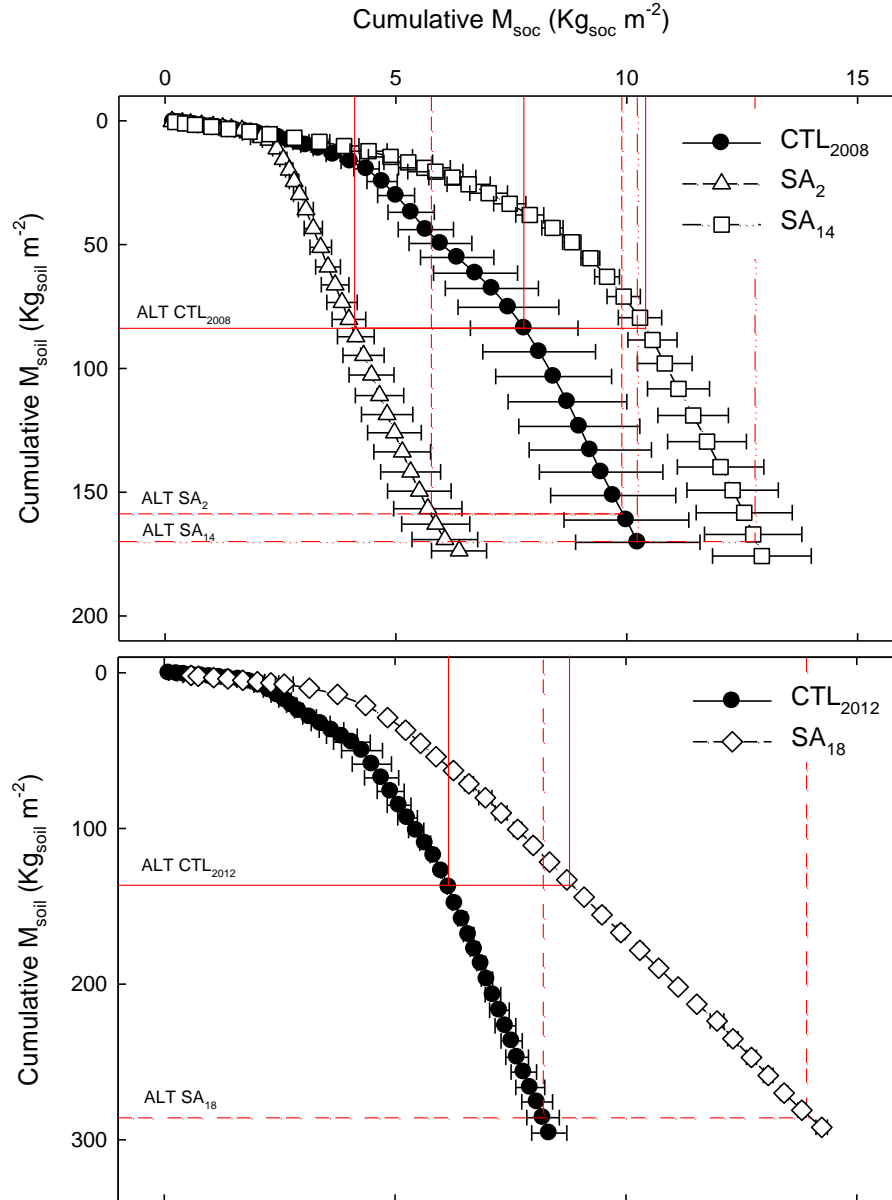 Cumulative M_soc (Kg_soc m^-2)
0 5 10 15
Cumulative M_soil (Kg_soil m^-2)
0
50
100
150
200
CTL_2008
SA_2
SA_14
ALT CTL_2008
ALT SA_2
ALT SA_14
Cumulative M_soil (Kg_soil m^-2)
0
100
200
300
CTL_2012
SA_18
ALT CTL_2012
ALT SA_18